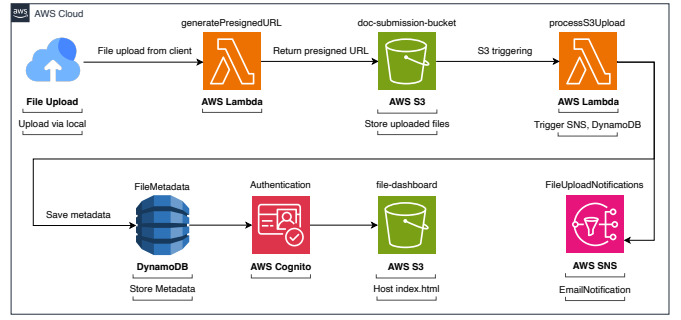 aws
AWS Cloud
generatePresignedURL
doc-submission-bucket
processS3Upload
File upload from client
Return presigned URL
S3 triggering
File Upload
AWS Lambda
AWS S3
AWS Lambda
Upload via local
Store uploaded files
Trigger SNS, DynamoDB
FileMetadata
Authentication
file-dashboard
FileUploadNotifications
Save metadata
DynamoDB
AWS Cognito
AWS S3
AWS SNS
Store Metadata
Host index.html
EmailNotification